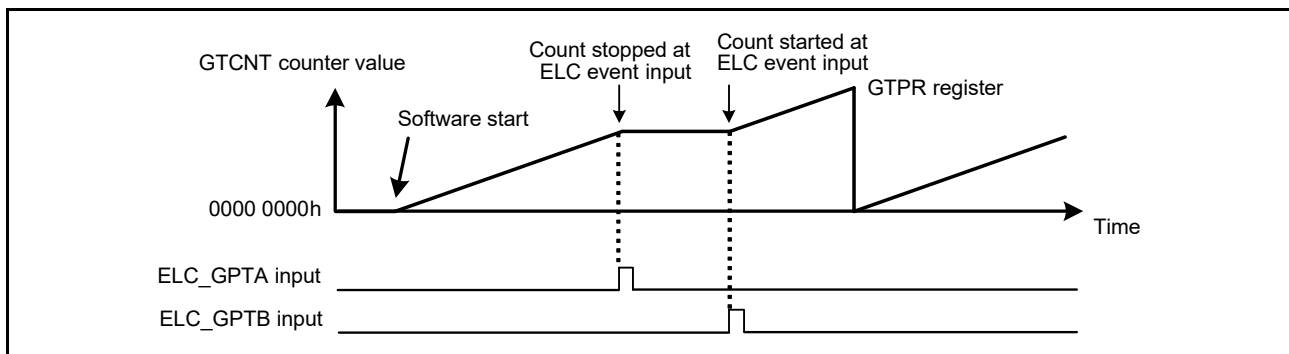 GTCNT counter value
Software start
Count stopped at
ELC event input
Count started at
ELC event input
GTPR register
0000 0000h
Time
ELC_GPTA input
ELC_GPTB input